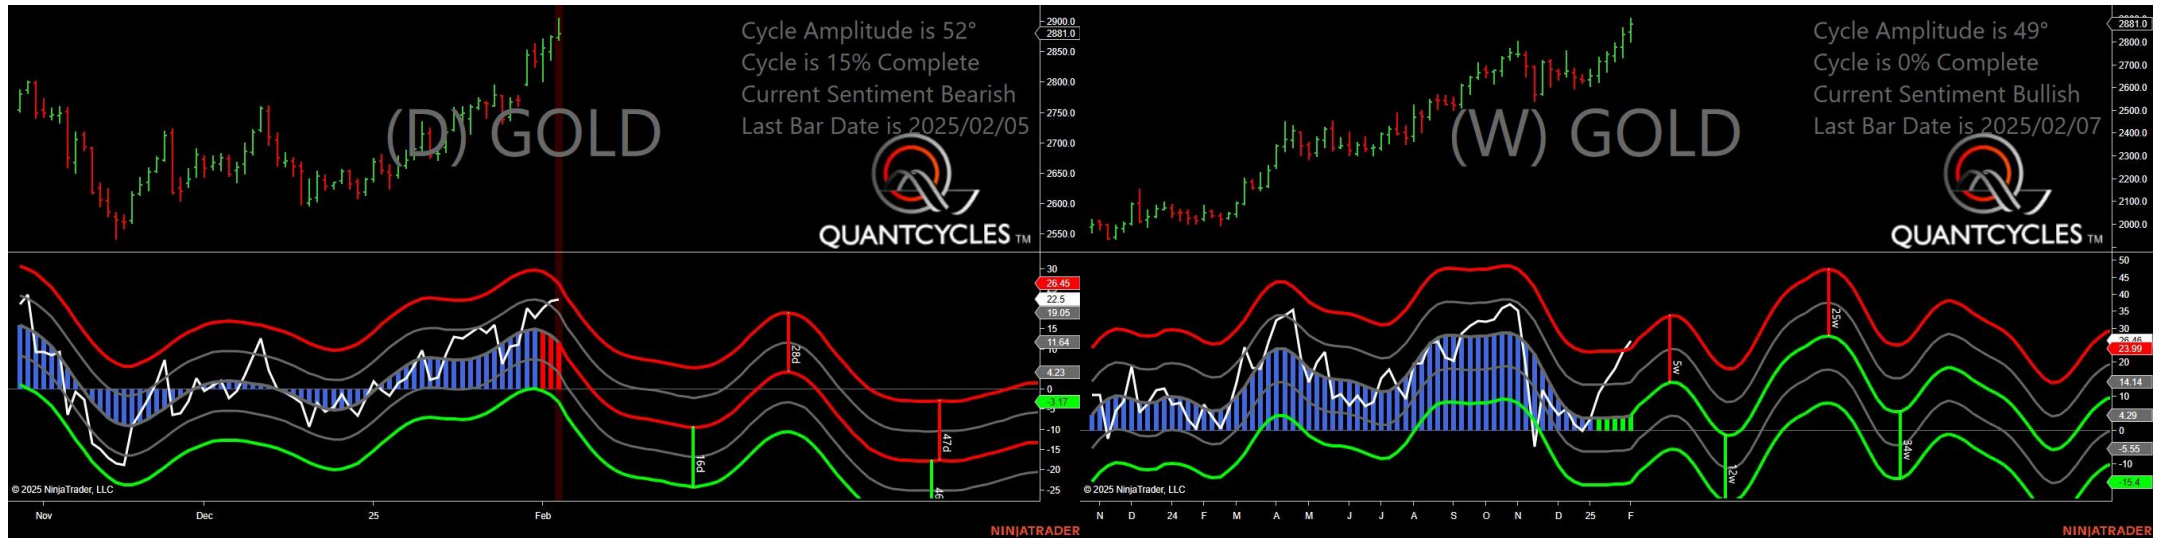 Cycle Amplitude is 52°
Cycle is 15% Complete
Current Sentiment Bearish
Last Bar Date is 2025/02/05
(D) GOLD
QUANTCYCLES TM
2900.0
2881.0
2850.0
2800.0
2750.0
2700.0
2650.0
2600.0
2550.0
30
26.45
22.5
19.05
15
11.64
10
4.23
0
-3.17
-5
-10
-15
-20
-25
16d
28d
47d
46
© 2025 NinjaTrader, LLC
Nov
Dec
25
Feb
NINJATRADER
Cycle Amplitude is 49°
Cycle is 0% Complete
Current Sentiment Bullish
Last Bar Date is 2025/02/07
(W) GOLD
QUANTCYCLES TM
2881.0
2800.0
2700.0
2600.0
2500.0
2400.0
2300.0
2200.0
2100.0
2000.0
50
45
40
35
30
26.46
23.99
20
14.14
10
4.29
0
-5.55
-10
-15.4
5w
12w
25w
34w
© 2025 NinjaTrader, LLC
N D 24 F M A M J J A S O N D 25 F
NINJATRADER